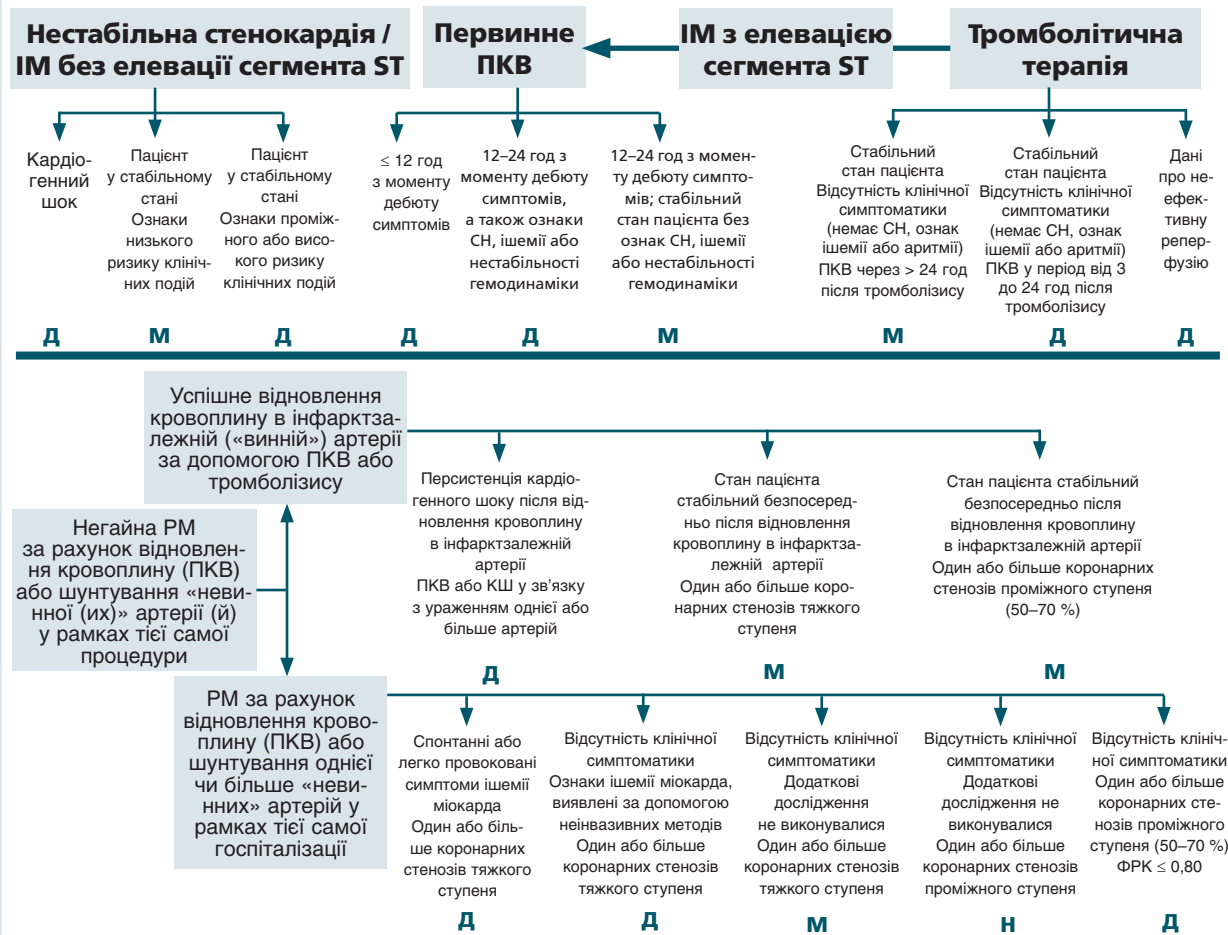 Нестабільна стенокардія /
ІМ без елевації сегмента ST
Первинне
ПКВ
ІМ з елевацією
сегмента ST
Тромболітична
терапія
Кардіо-
генний
шок
Пацієнт
у стабільному
стані
Ознаки
низького
ризику клініч-
них подій
Пацієнт
у стабільному
стані
Ознаки проміж-
ного або висо-
кого ризику
клінічних подій
≤ 12 год
з моменту
дебюту
симптомів
12–24 год з
моменту дебюту
симптомів,
а також ознаки
СН, ішемії або
нестабільності
гемодинаміки
12–24 год з момен-
ту дебюту симпто-
мів; стабільний
стан пацієнта без
ознак СН, ішемії
або нестабільності
гемодинаміки
Стабільний
стан пацієнта
Відсутність клінічної
симптоматики
(немає СН, ознак
ішемії або аритмії)
ПКВ через > 24 год
після тромболізису
Стабільний
стан пацієнта
Відсутність клінічної
симптоматики
(немає СН, ознак
ішемії або аритмії)
ПКВ у період від 3
до 24 год після
тромболізису
Дані
про не-
ефек-
тивну
репер-
фузію
Д
М
Д
Д
Д
М
М
Д
Д
Успішне відновлення
кровоплину в інфарктза-
лежній («винній») артерії
за допомогою ПКВ або
тромболізису
Персистенція кардіо-
генного шоку після від-
новлення кровоплину
в інфарктзалежній
артерії
ПКВ або КШ у зв’язку
з ураженням однієї або
більше артерій
Стан пацієнта
стабільний безпосеред-
ньо після відновлення
кровоплину в інфарктза-
лежній артерії
Один або більше коро-
нарних стенозів тяжкого
ступеня
Стан пацієнта стабільний
безпосередньо після
відновлення кровоплину
в інфарктзалежній артерії
Один або більше коронарних
стенозів проміжного ступеня
(50–70 %)
Д
М
М
Негайна РМ
за рахунок відновлен-
ня кровоплину (ПКВ)
або шунтування «неви-
нної (их)» артерії (й)
у рамках тієї самої
процедури
РМ за рахунок
відновлення крово-
плину (ПКВ) або
шунтування однієї
чи більше «неви-
нних» артерій у
рамках тієї самої
госпіталізації
Спонтанні або
легко провоковані
симптоми ішемії
міокарда
Один або біль-
ше коронарних
стенозів тяжкого
ступеня
Відсутність клінічної
симптоматики
Ознаки ішемії міокарда,
виявлені за допомогою
неінвазивних методів
Один або більше
коронарних стенозів
тяжкого ступеня
Відсутність клінічної
симптоматики
Додаткові
дослідження
не виконувалися
Один або більше
коронарних стенозів
тяжкого ступеня
Відсутність клінічної
симптоматики
Додаткові
дослідження не
виконувалися
Один або більше
коронарних стенозів
проміжного ступеня
Відсутність клініч-
ної симптоматики
Один або більше
коронарних сте-
нозів проміжного
ступеня (50–70 %)
ФРК ≤ 0,80
Д
Д
М
Н
Д